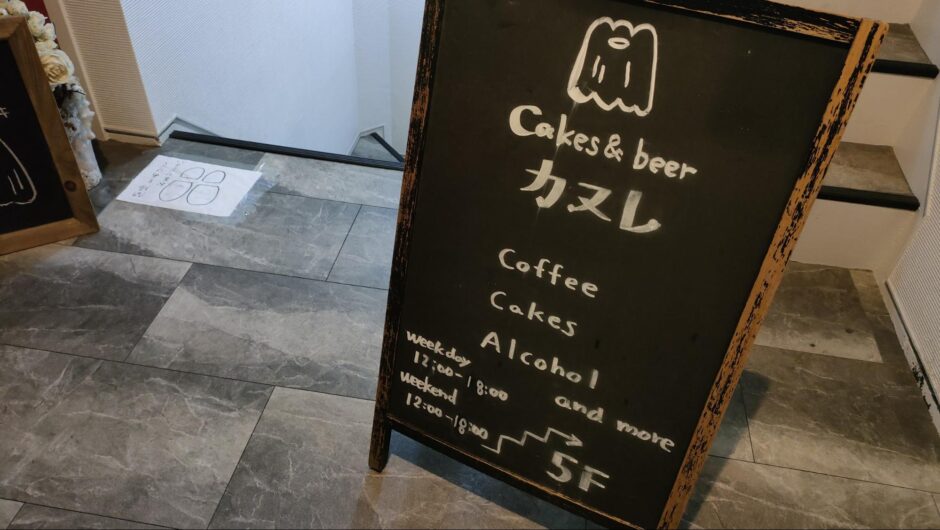 Cakes & beer
カヌレ
Coffee
Cakes
Alcohol
and more
weekday
12:00-18:00
weekend
12:00-18:00
5F